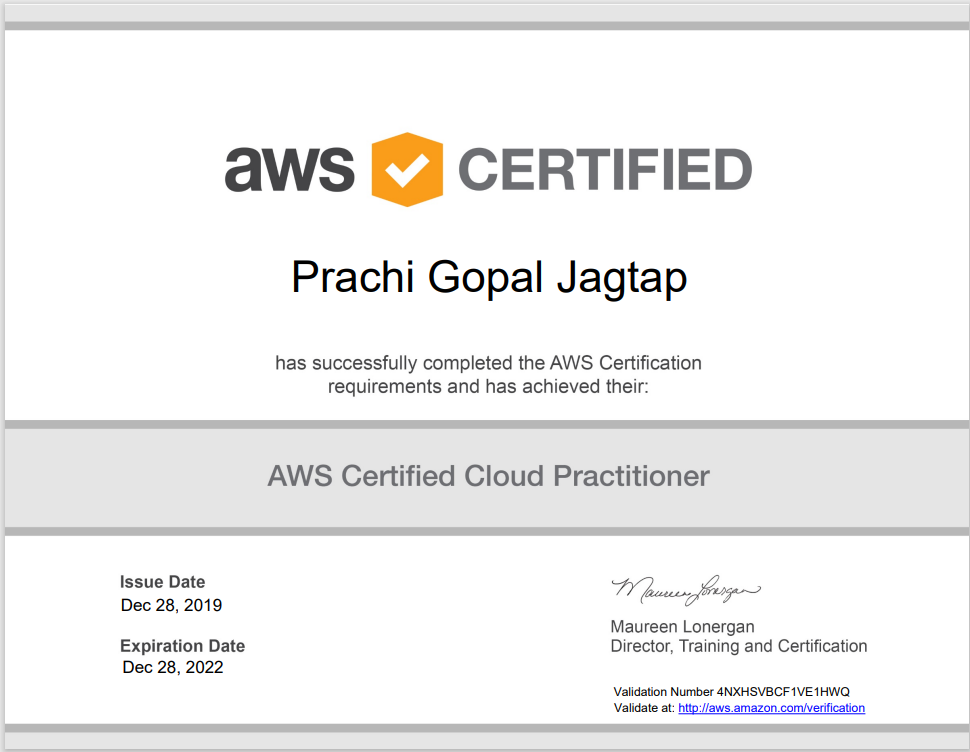 aws CERTIFIED
Prachi Gopal Jagtap
has successfully completed the AWS Certification
requirements and has achieved their:
AWS Certified Cloud Practitioner
Issue Date
Dec 28, 2019
Expiration Date
Dec 28, 2022
Maureen Lonergan
Maureen Lonergan
Director, Training and Certification
Validation Number 4NXHSVBCF1VE1HWQ
Validate at: http://aws.amazon.com/verification